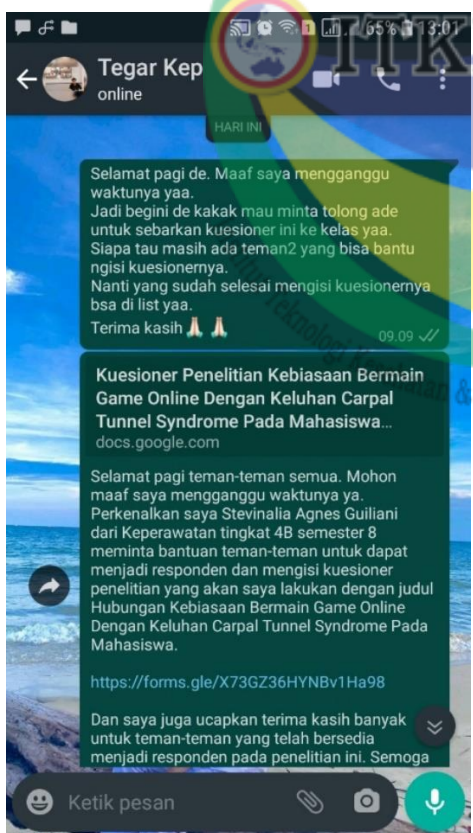 65% 13:01
Tegar Kep
online
HARI INI
Selamat pagi de. Maaf saya mengganggu
waktunya yaa.
Jadi begini de kakak mau minta tolong ade
untuk sebarkan kuesioner ini ke kelas yaa.
Siapa tau masih ada teman2 yang bisa bantu
ngisi kuesionernya.
Nanti yang sudah selesai mengisi kuesionernya
bsa di list yaa.
Terima kasih 🙏🏻 🙏🏻
09.09
Kuesioner Penelitian Kebiasaan Bermain
Game Online Dengan Keluhan Carpal
Tunnel Syndrome Pada Mahasiswa...
docs.google.com
Selamat pagi teman-teman semua. Mohon
maaf saya mengganggu waktunya ya.
Perkenalkan saya Stevinalia Agnes Guiliani
dari Keperawatan tingkat 4B semester 8
meminta bantuan teman-teman untuk dapat
menjadi responden dan mengisi kuesioner
penelitian yang akan saya lakukan dengan judul
Hubungan Kebiasaan Bermain Game Online
Dengan Keluhan Carpal Tunnel Syndrome Pada
Mahasiswa.
https://forms.gle/X73GZ36HYNBv1Ha98
Dan saya juga ucapkan terima kasih banyak
untuk teman-teman yang telah bersedia
menjadi responden pada penelitian ini. Semoga
Ketik pesan
ITK
Teknologi Kesehatan &